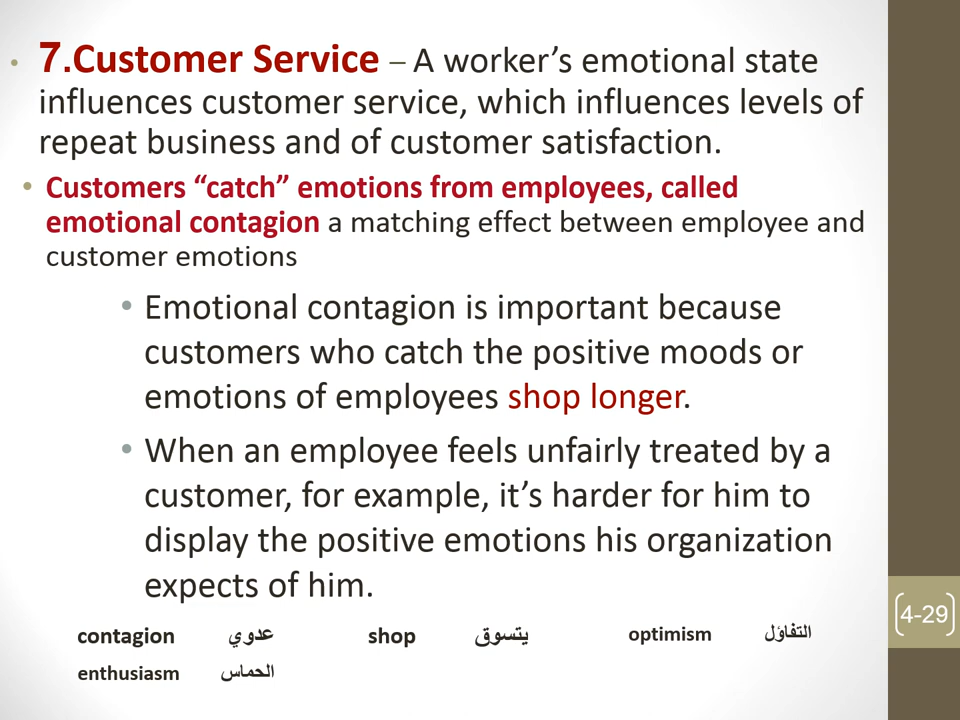 • 7.Customer Service – A worker’s emotional state
influences customer service, which influences levels of
repeat business and of customer satisfaction.
• Customers “catch” emotions from employees, called
emotional contagion a matching effect between employee and
customer emotions
• Emotional contagion is important because
customers who catch the positive moods or
emotions of employees shop longer.
• When an employee feels unfairly treated by a
customer, for example, it’s harder for him to
display the positive emotions his organization
expects of him.
4-29
contagion عدوي shop يتسوق optimism التفاؤل
enthusiasm الحماس